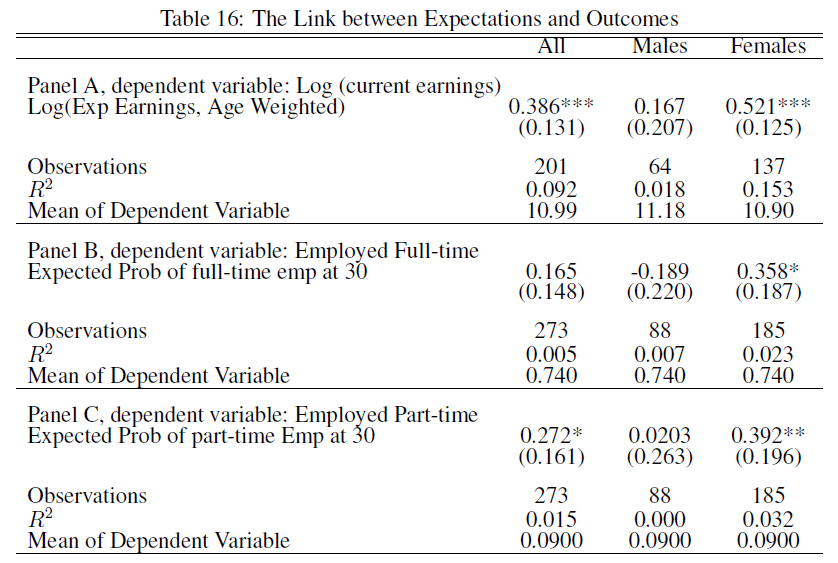 Table 16: The Link between Expectations and Outcomes
All Males Females
Panel A, dependent variable: Log (current earnings)
Log(Exp Earnings, Age Weighted) 0.386*** 0.167 0.521***
(0.131) (0.207) (0.125)
Observations 201 64 137
R² 0.092 0.018 0.153
Mean of Dependent Variable 10.99 11.18 10.90
Panel B, dependent variable: Employed Full-time
Expected Prob of full-time emp at 30 0.165 -0.189 0.358*
(0.148) (0.220) (0.187)
Observations 273 88 185
R² 0.005 0.007 0.023
Mean of Dependent Variable 0.740 0.740 0.740
Panel C, dependent variable: Employed Part-time
Expected Prob of part-time Emp at 30 0.272* 0.0203 0.392**
(0.161) (0.263) (0.196)
Observations 273 88 185
R² 0.015 0.000 0.032
Mean of Dependent Variable 0.0900 0.0900 0.0900